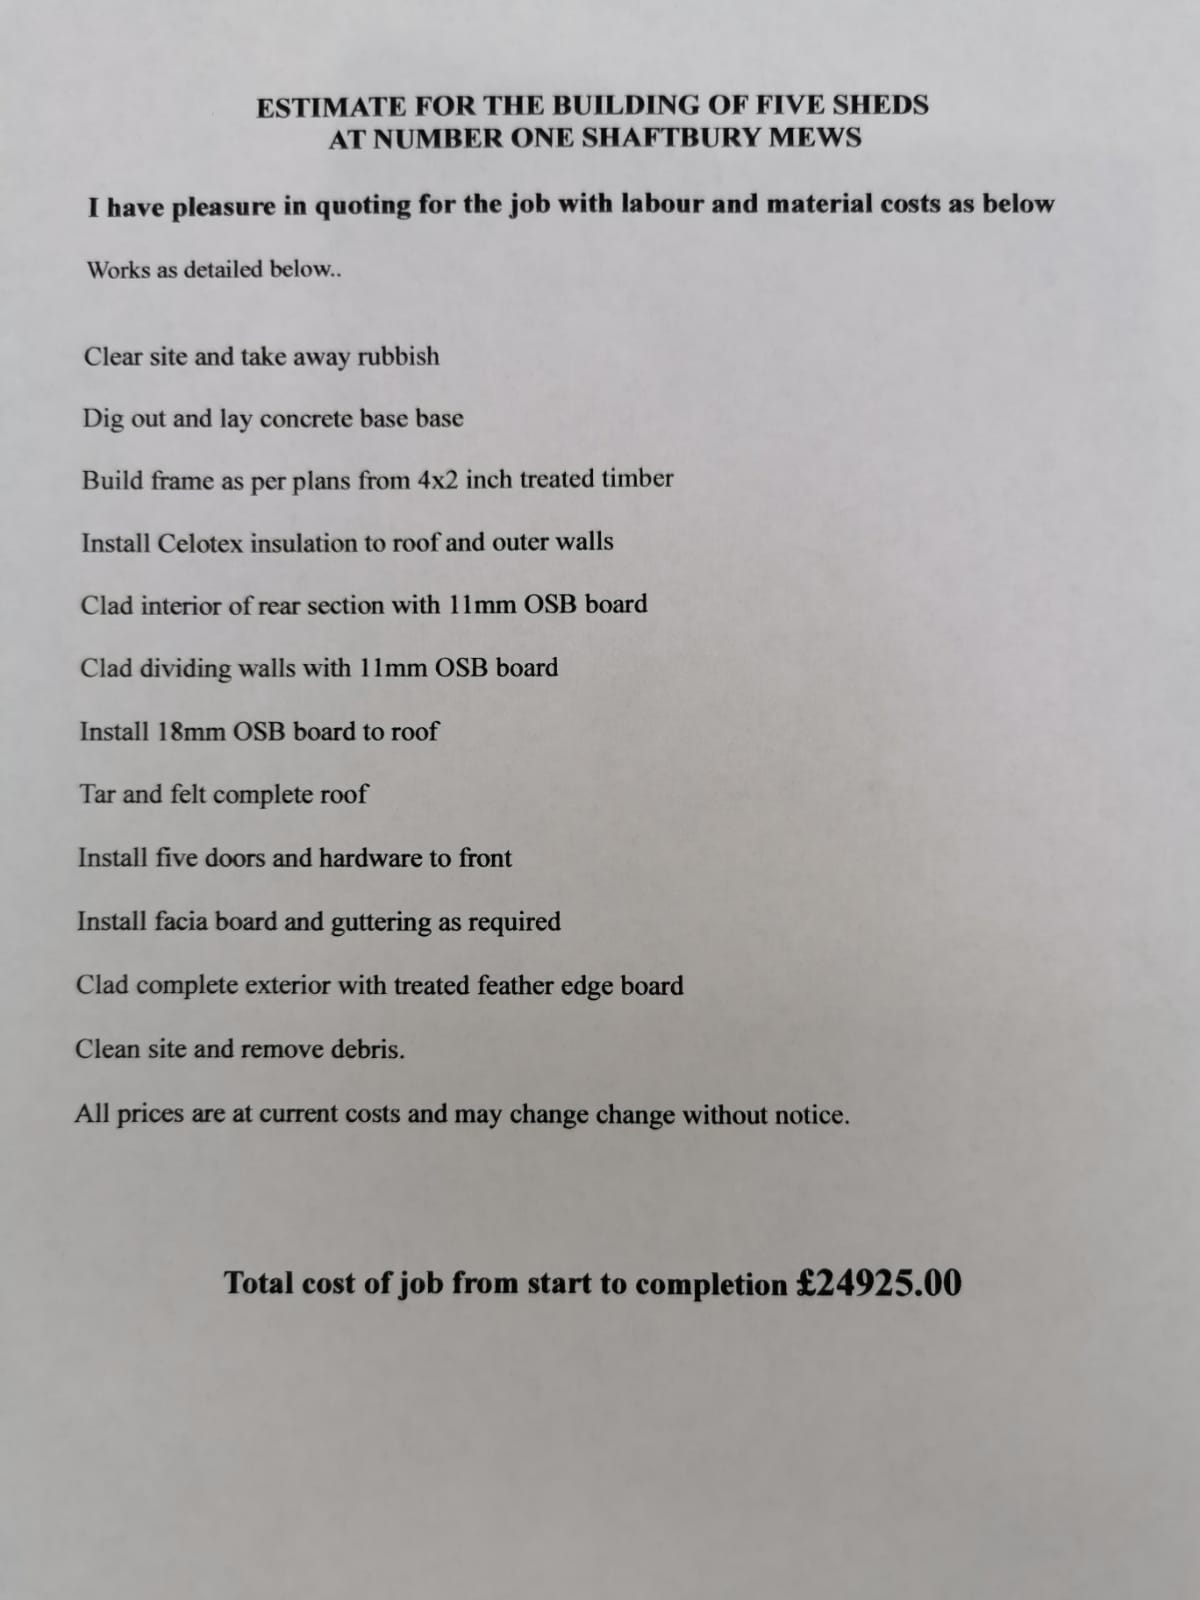 ESTIMATE FOR THE BUILDING OF FIVE SHEDS
AT NUMBER ONE SHAFTBURY MEWS
I have pleasure in quoting for the job with labour and material costs as below
Works as detailed below..
Clear site and take away rubbish
Dig out and lay concrete base base
Build frame as per plans from 4x2 inch treated timber
Install Celotex insulation to roof and outer walls
Clad interior of rear section with 11mm OSB board
Clad dividing walls with 11mm OSB board
Install 18mm OSB board to roof
Tar and felt complete roof
Install five doors and hardware to front
Install facia board and guttering as required
Clad complete exterior with treated feather edge board
Clean site and remove debris.
All prices are at current costs and may change change without notice.
Total cost of job from start to completion £24925.00